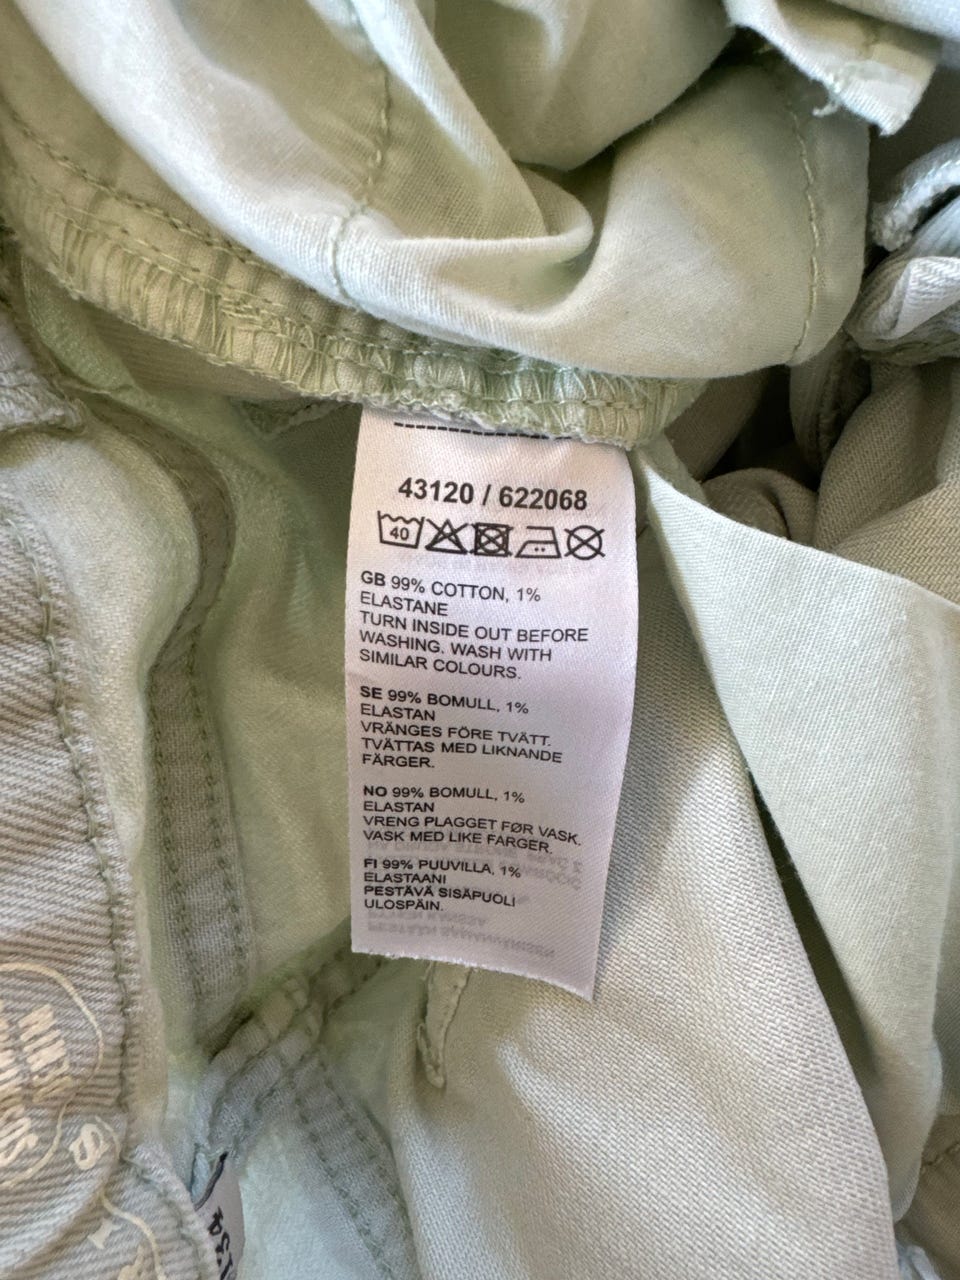 43120 / 622068
40
GB 99% COTTON, 1%
ELASTANE
TURN INSIDE OUT BEFORE
WASHING. WASH WITH
SIMILAR COLOURS.
SE 99% BOMULL, 1%
ELASTAN
VRÄNGES FÖRE TVÄTT.
TVÄTTAS MED LIKNANDE
FÄRGER.
NO 99% BOMULL, 1%
ELASTAN
VRENG PLAGGET FØR VASK.
VASK MED LIKE FARGER.
FI 99% PUUVILLA, 1%
ELASTAANI
PESTÄVÄ SISÄPUOLI
ULOSPÄIN.
134